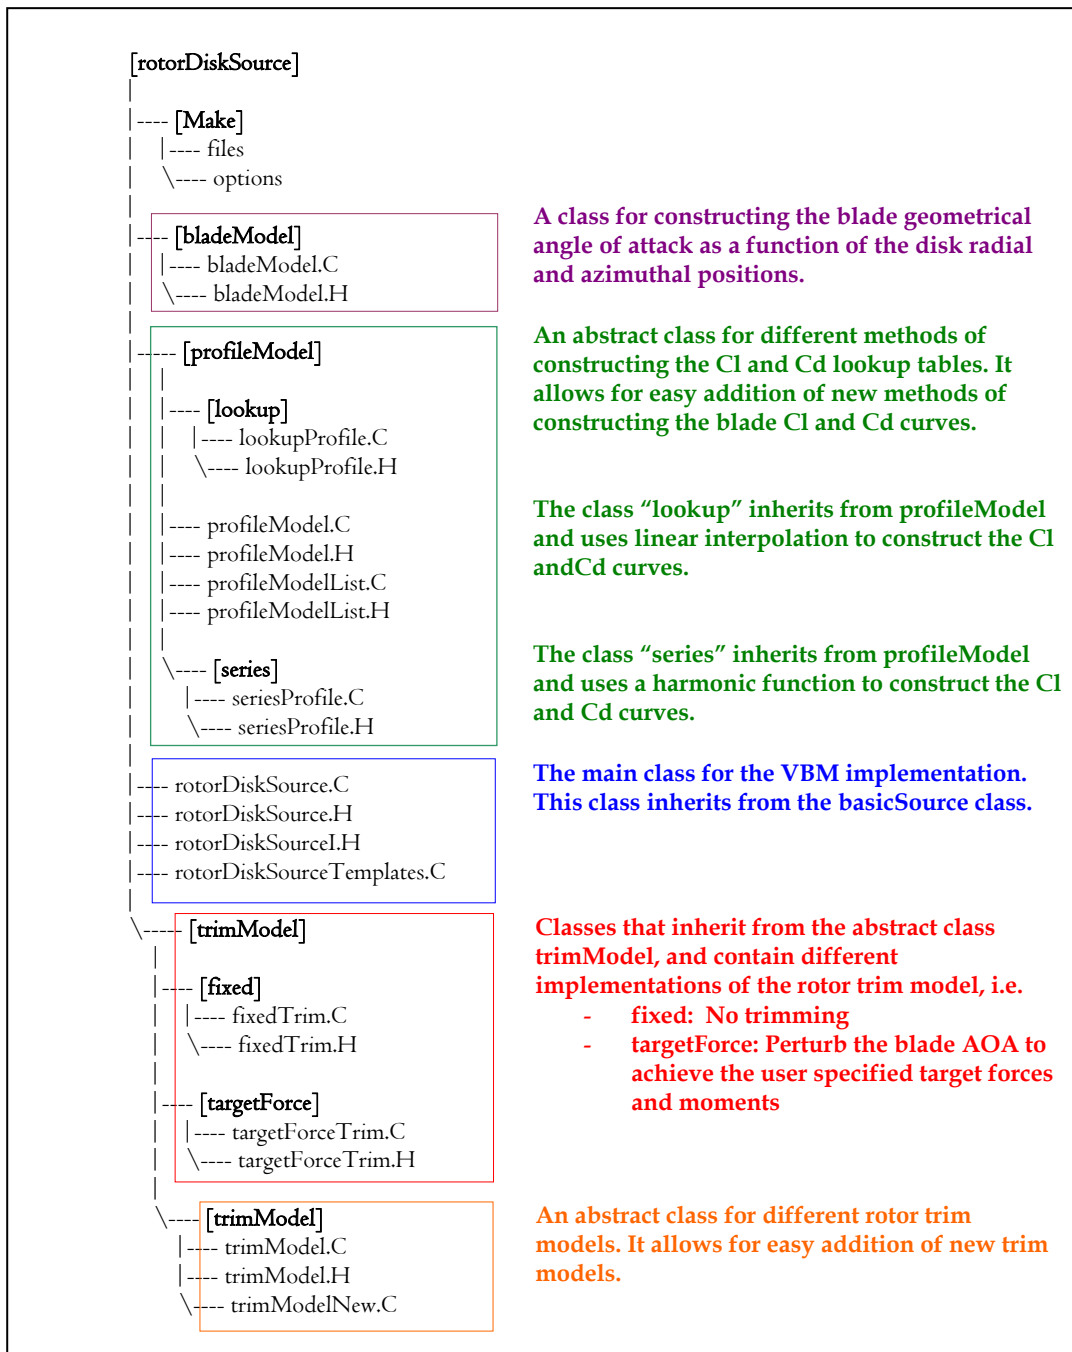 [rotorDiskSource]
|
|---- [Make]
|    |---- files
|    \---- options
|
|---- [bladeModel]
|    |---- bladeModel.C
|    \---- bladeModel.H
|
|---- [profileModel]
|    |
|    |---- [lookup]
|    |    |---- lookupProfile.C
|    |    \---- lookupProfile.H
|    |
|    |---- profileModel.C
|    |---- profileModel.H
|    |---- profileModelList.C
|    |---- profileModelList.H
|    |
|    \---- [series]
|         |---- seriesProfile.C
|         \---- seriesProfile.H
|
|---- rotorDiskSource.C
|---- rotorDiskSource.H
|---- rotorDiskSourceI.H
|---- rotorDiskSourceTemplates.C
|
\----- [trimModel]
     |
     |---- [fixed]
     |    |---- fixedTrim.C
     |    \---- fixedTrim.H
     |
     |---- [targetForce]
     |    |---- targetForceTrim.C
     |    \---- targetForceTrim.H
     |
     \---- [trimModel]
          |---- trimModel.C
          |---- trimModel.H
          \---- trimModelNew.C
A class for constructing the blade geometrical
angle of attack as a function of the disk radial
and azimuthal positions.
An abstract class for different methods of
constructing the Cl and Cd lookup tables. It
allows for easy addition of new methods of
constructing the blade Cl and Cd curves.
The class “lookup” inherits from profileModel
and uses linear interpolation to construct the Cl
andCd curves.
The class “series” inherits from profileModel
and uses a harmonic function to construct the Cl
and Cd curves.
The main class for the VBM implementation.
This class inherits from the basicSource class.
Classes that inherit from the abstract class
trimModel, and contain different
implementations of the rotor trim model, i.e.
- fixed: No trimming
- targetForce: Perturb the blade AOA to
achieve the user specified target forces
and moments
An abstract class for different rotor trim
models. It allows for easy addition of new trim
models.